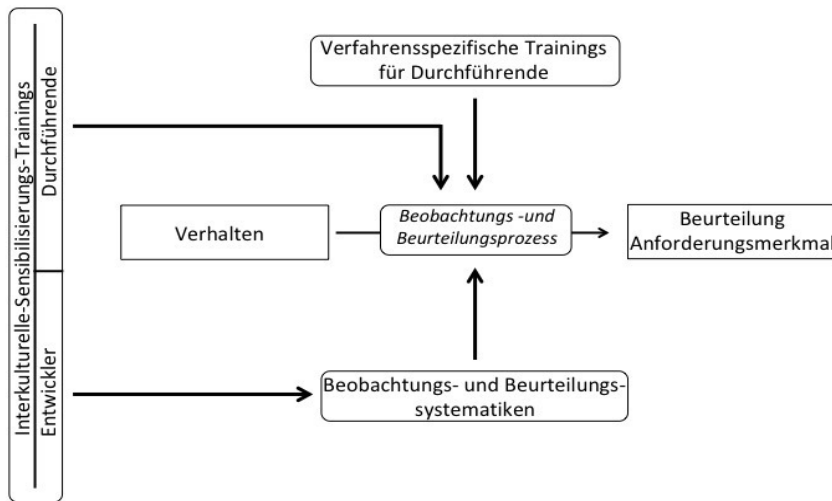 Interkulturelle-Sensibilisierungs-Trainings
Durchführende
Entwickler
Verfahrensspezifische Trainings
für Durchführende
Verhalten
Beobachtungs -und
Beurteilungsprozess
Beurteilung
Anforderungsmerkmal
Beobachtungs- und Beurteilungs-
systematiken